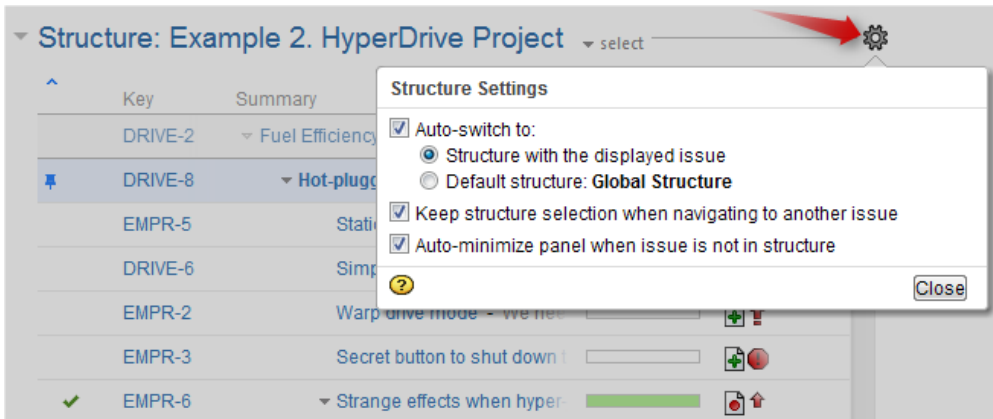 Structure: Example 2. HyperDrive Project select
Key Summary
Structure Settings
Auto-switch to:
Structure with the displayed issue
Default structure: Global Structure
Keep structure selection when navigating to another issue
Auto-minimize panel when issue is not in structure
?
Close
DRIVE-2 Fuel Efficiency
DRIVE-8 Hot-plugg
EMPR-5 Stati
DRIVE-6 Simp
EMPR-2 Warp drive mode - We nee
EMPR-3 Secret button to shut down t
EMPR-6 Strange effects when hyper-